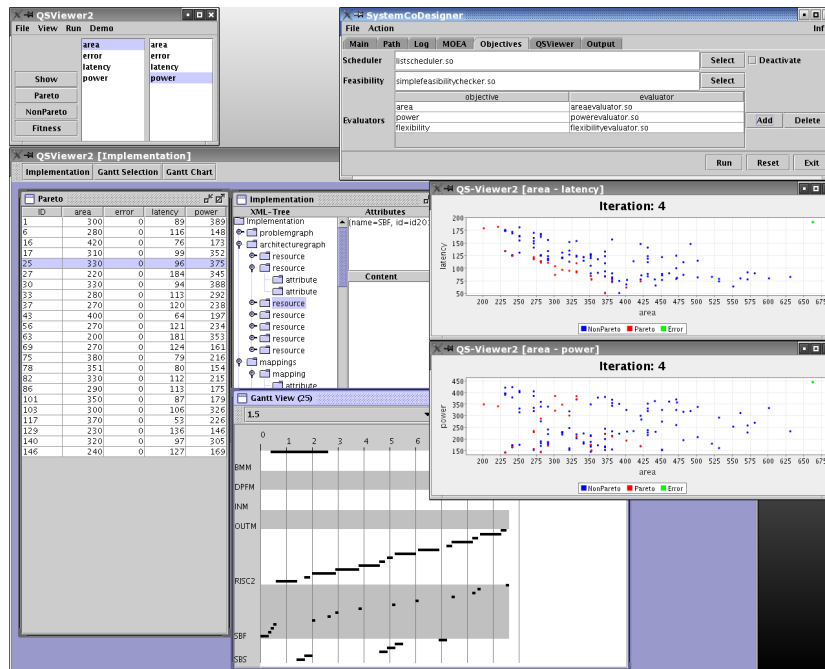 QSViewer2
File View Run Demo
area area
error error
latency latency
power power
Show
Pareto
NonPareto
Fitness
SystemCoDesigner
File Action Inf
Main Path Log MOEA Objectives QSViewer Output
Scheduler listscheduler.so Select Deactivate
Feasibility simplefeasibilitychecker.so Select
Evaluators
objective evaluator
area areaevaluator.so
power powerevaluator.so
flexibility flexibilityevaluator.so
Add Delete
Run Reset Exit
QSViewer2 [Implementation]
Implementation Gantt Selection Gantt Chart
Pareto
ID area error latency power
1 300 0 89 389
6 280 0 116 148
16 420 0 76 173
17 310 0 99 352
25 330 0 96 375
27 220 0 184 345
30 330 0 94 388
33 280 0 113 292
37 270 0 120 238
43 400 0 64 197
56 270 0 121 234
63 200 0 181 353
69 270 0 124 161
75 380 0 79 216
78 351 0 80 154
82 330 0 112 215
86 290 0 113 175
101 350 0 87 179
103 300 0 106 326
117 370 0 53 226
129 230 0 136 146
140 320 0 97 305
146 240 0 127 169
Implementation
XML-Tree Attributes
Implementation
problemgraph
architecturegraph
resource
resource
attribute
attribute
resource
resource
resource
resource
mappings
mapping
attribute
[name=SBF, id=id20
Content
Gantt View (25)
1.5
0 1 2 3 4 5 6
BMM
DPFM
INM
OUTM
RISC2
SBF
SBS
QS-Viewer2 [area - latency]
Iteration: 4
latency
200
175
150
125
100
75
50
200 225 250 275 300 325 350 375 400 425 450 475 500 525 550 575 600 625 650 675
area
NonPareto Pareto Error
QS-Viewer2 [area - power]
Iteration: 4
power
450
400
350
300
250
200
150
200 225 250 275 300 325 350 375 400 425 450 475 500 525 550 575 600 625 650 675
area
NonPareto Pareto Error